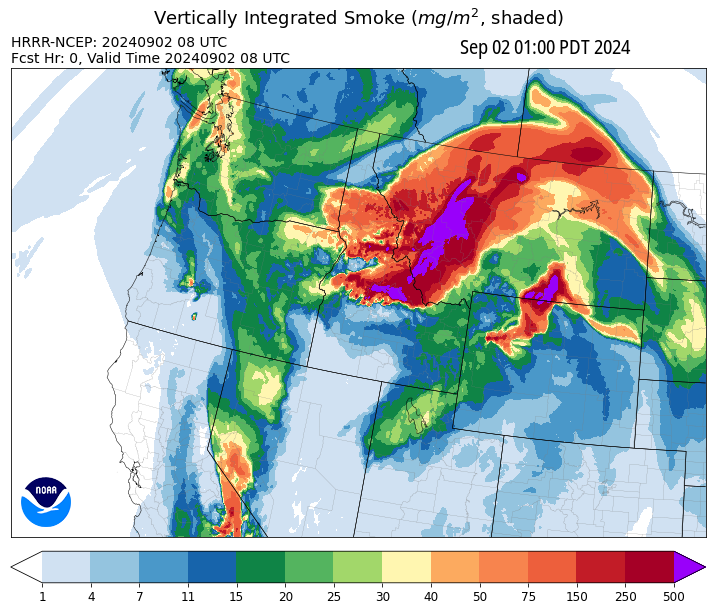 Vertically Integrated Smoke (mg/m², shaded)
HRRR-NCEP: 20240902 08 UTC
Sep 02 01:00 PDT 2024
Fcst Hr: 0, Valid Time 20240902 08 UTC
NOAA
1 4 7 11 15 20 25 30 40 50 75 150 250 500